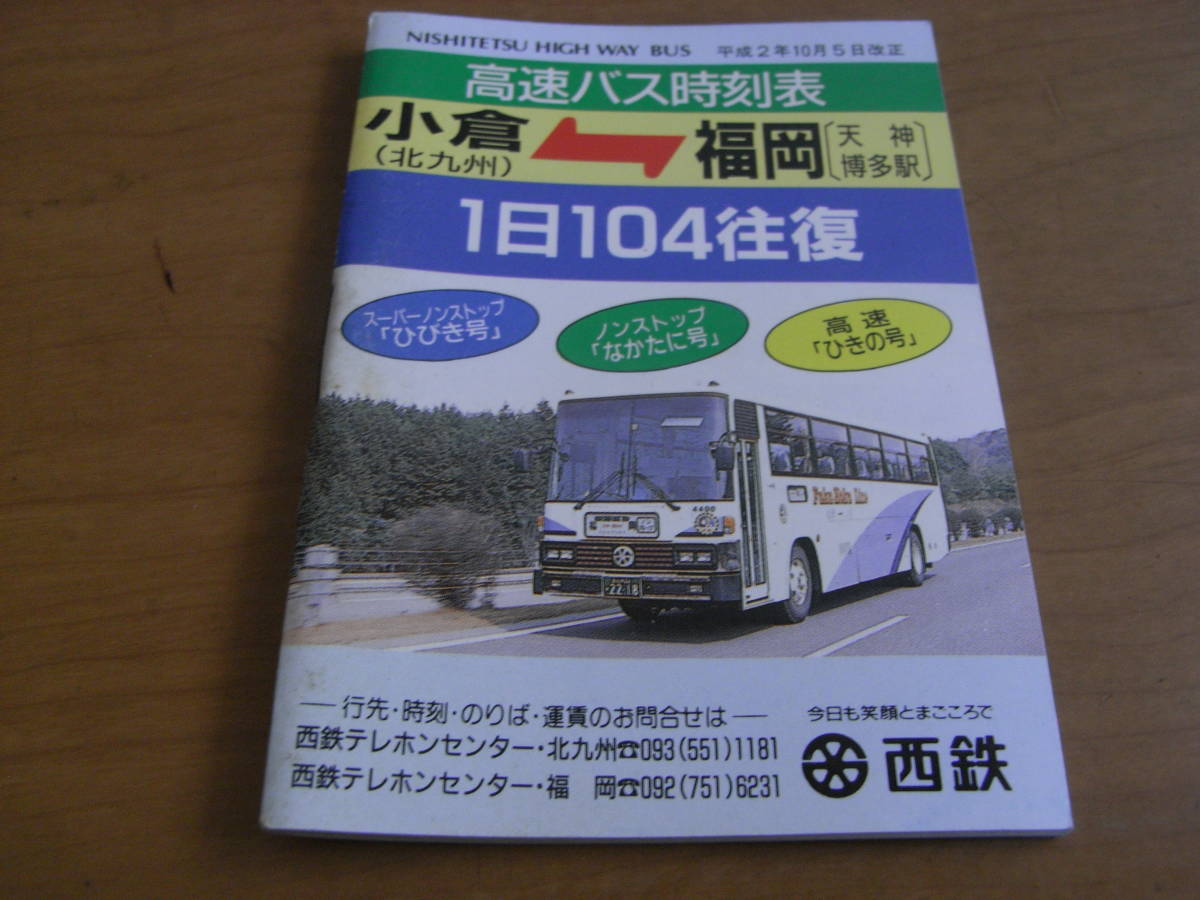 NISHITETSU HIGH WAY BUS 平成2年10月5日改正
高速バス時刻表
小倉
(北九州)
福岡
天神
博多駅
1日104往復
スーパーノンストップ
「ひびき号」
ノンストップ
「なかたに号」
高速
「ひきの号」
4400
22-18
行先・時刻・のりば・運賃のお問合せは
西鉄テレホンセンター・北九州☎093(551)1181
西鉄テレホンセンター・福 岡☎092(751)6231
今日も笑顔とまごころで
西鉄